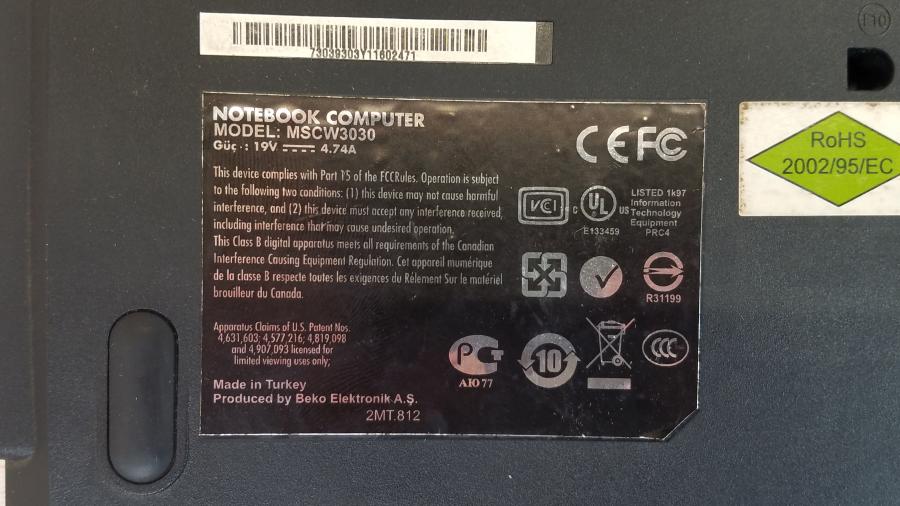 73039303Y11602471
NOTEBOOK COMPUTER
MODEL: MSCW3030
Güç : 19V 4.74A
This device complies with Part 15 of the FCCRules. Operation is subject
to the following two conditions: (1) this device may not cause harmful
interference, and (2) this device must accept any interference received,
including interference that may cause undesired operation.
This Class B digital apparatus meets all requirements of the Canadian
Interference Causing Equipment Regulation. Cet appareil mumérique
de la classe B respecte toutes les exigences du Rélement Sur le matériel
brouilleur du Canada.
Apparatus Claims of U.S. Patent Nos.
4,631,603; 4,577,216; 4,819,098
and 4,907,093 licensed for
limited viewing uses only;
Made in Turkey
Produced by Beko Elektronik A.Ş.
2MT.812
CE FC
VCI
C UL US
E133459
LISTED 1k97
Information
Technology
Equipment
PRC4
R31199
AIO 77
10
CCC
RoHS
2002/95/EC